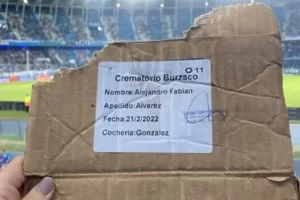 O 11
Crematorio Burzaco
Nombre:Alejandro Fabian
Apellido:Alvarez
Fecha:21/2/2022
Cocheria:Gonzalez